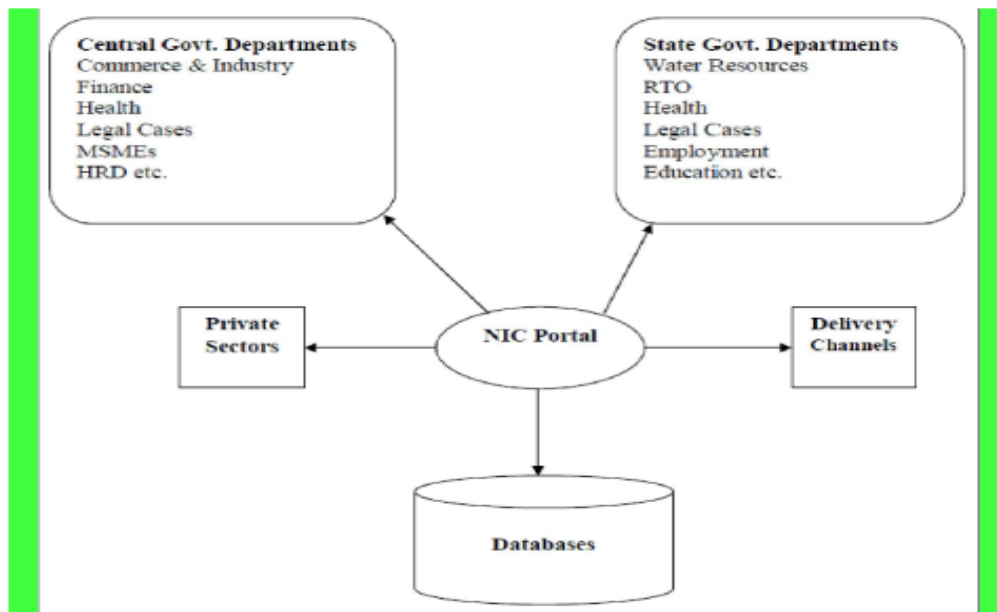 Central Govt. Departments
Commerce & Industry
Finance
Health
Legal Cases
MSMEs
HRD etc.
State Govt. Departments
Water Resources
RTO
Health
Legal Cases
Employment
Education etc.
Private
Sectors
NIC Portal
Delivery
Channels
Databases